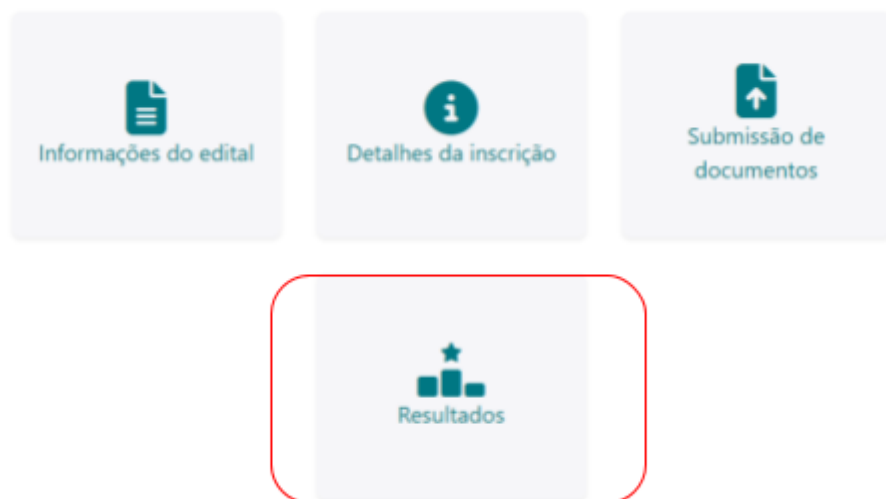 Informações do edital
Detalhes da inscrição
Submissão de
documentos
Resultados